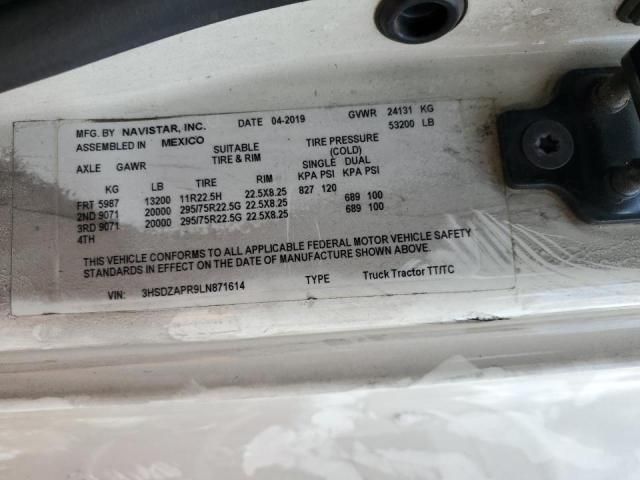 MFG. BY NAVISTAR, INC. DATE 04-2019 GVWR 24131 KG
ASSEMBLED IN MEXICO 53200 LB
SUITABLE TIRE PRESSURE
AXLE GAWR TIRE & RIM (COLD)
SINGLE DUAL
KG LB TIRE RIM KPA PSI KPA PSI
FRT 5987 13200 11R22.5H 22.5X8.25 827 120
2ND 9071 20000 295/75R22.5G 22.5X8.25 689 100
3RD 9071 20000 295/75R22.5G 22.5X8.25 689 100
4TH
THIS VEHICLE CONFORMS TO ALL APPLICABLE FEDERAL MOTOR VEHICLE SAFETY
STANDARDS IN EFFECT ON THE DATE OF MANUFACTURE SHOWN ABOVE.
VIN: 3HSDZAPR9LN871614 TYPE Truck Tractor TT/TC